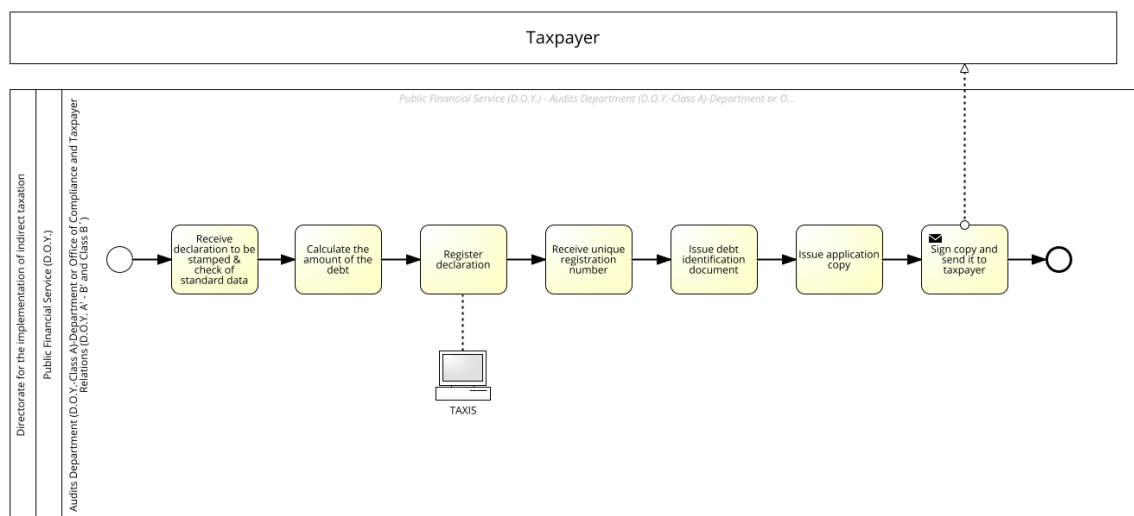 Taxpayer
Public Financial Service (D.O.Y.) - Audits Department (D.O.Y.-Class A)-Department or O...
Directorate for the implementation of indirect taxation
Public Financial Service (D.O.Y.)
Audits Department (D.O.Y.-Class A)-Department or Office of Compliance and Taxpayer
Relations (D.O.Y. A' - B' and Class B΄)
Receive
declaration to be
stamped &
check of
standard data
Calculate the
amount of the
debt
Register
declaration
Receive unique
registration
number
Issue debt
identification
document
Issue application
copy
Sign copy and
send it to
taxpayer
TAXIS